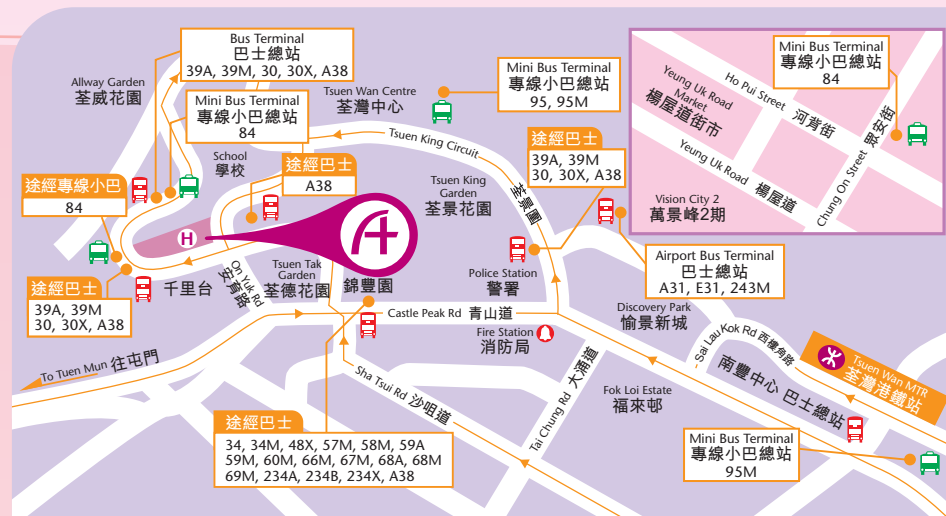 Bus Terminal
巴士總站
39A, 39M, 30, 30X, A38
Allway Garden
荃威花園
Mini Bus Terminal
專線小巴總站
84
Tsuen Wan Centre
荃灣中心
Mini Bus Terminal
專線小巴總站
95, 95M
Mini Bus Terminal
專線小巴總站
84
Yeung Uk Road
Market
楊屋道街市
Ho Pui Street 河背街
Yeung Uk Road 楊屋道
Chung On Street 眾安街
Vision City 2
萬景峰2期
School
學校
途經巴士
A38
Tsuen King Circuit
荃景圍
途經巴士
39A, 39M
30, 30X, A38
途經專線小巴
84
H
Tsuen King
Garden
荃景花園
途經巴士
39A, 39M
30, 30X, A38
千里台
On Yuk Rd
安育路
Tsuen Tak
Garden
荃德花園
錦豐園
Police Station
警署
Airport Bus Terminal
巴士總站
A31, E31, 243M
Castle Peak Rd 青山道
Fire Station
消防局
Discovery Park
愉景新城
Sai Lau Kok Rd 西樓角路
Tsuen Wan MTR
荃灣港鐵站
To Tuen Mun 往屯門
Sha Tsui Rd 沙咀道
Tai Chung Rd 大涌道
Fok Loi Estate
福來邨
南豐中心 巴士總站
途經巴士
34, 34M, 48X, 57M, 58M, 59A
59M, 60M, 66M, 67M, 68A, 68M
69M, 234A, 234B, 234X, A38
Mini Bus Terminal
專線小巴總站
95M